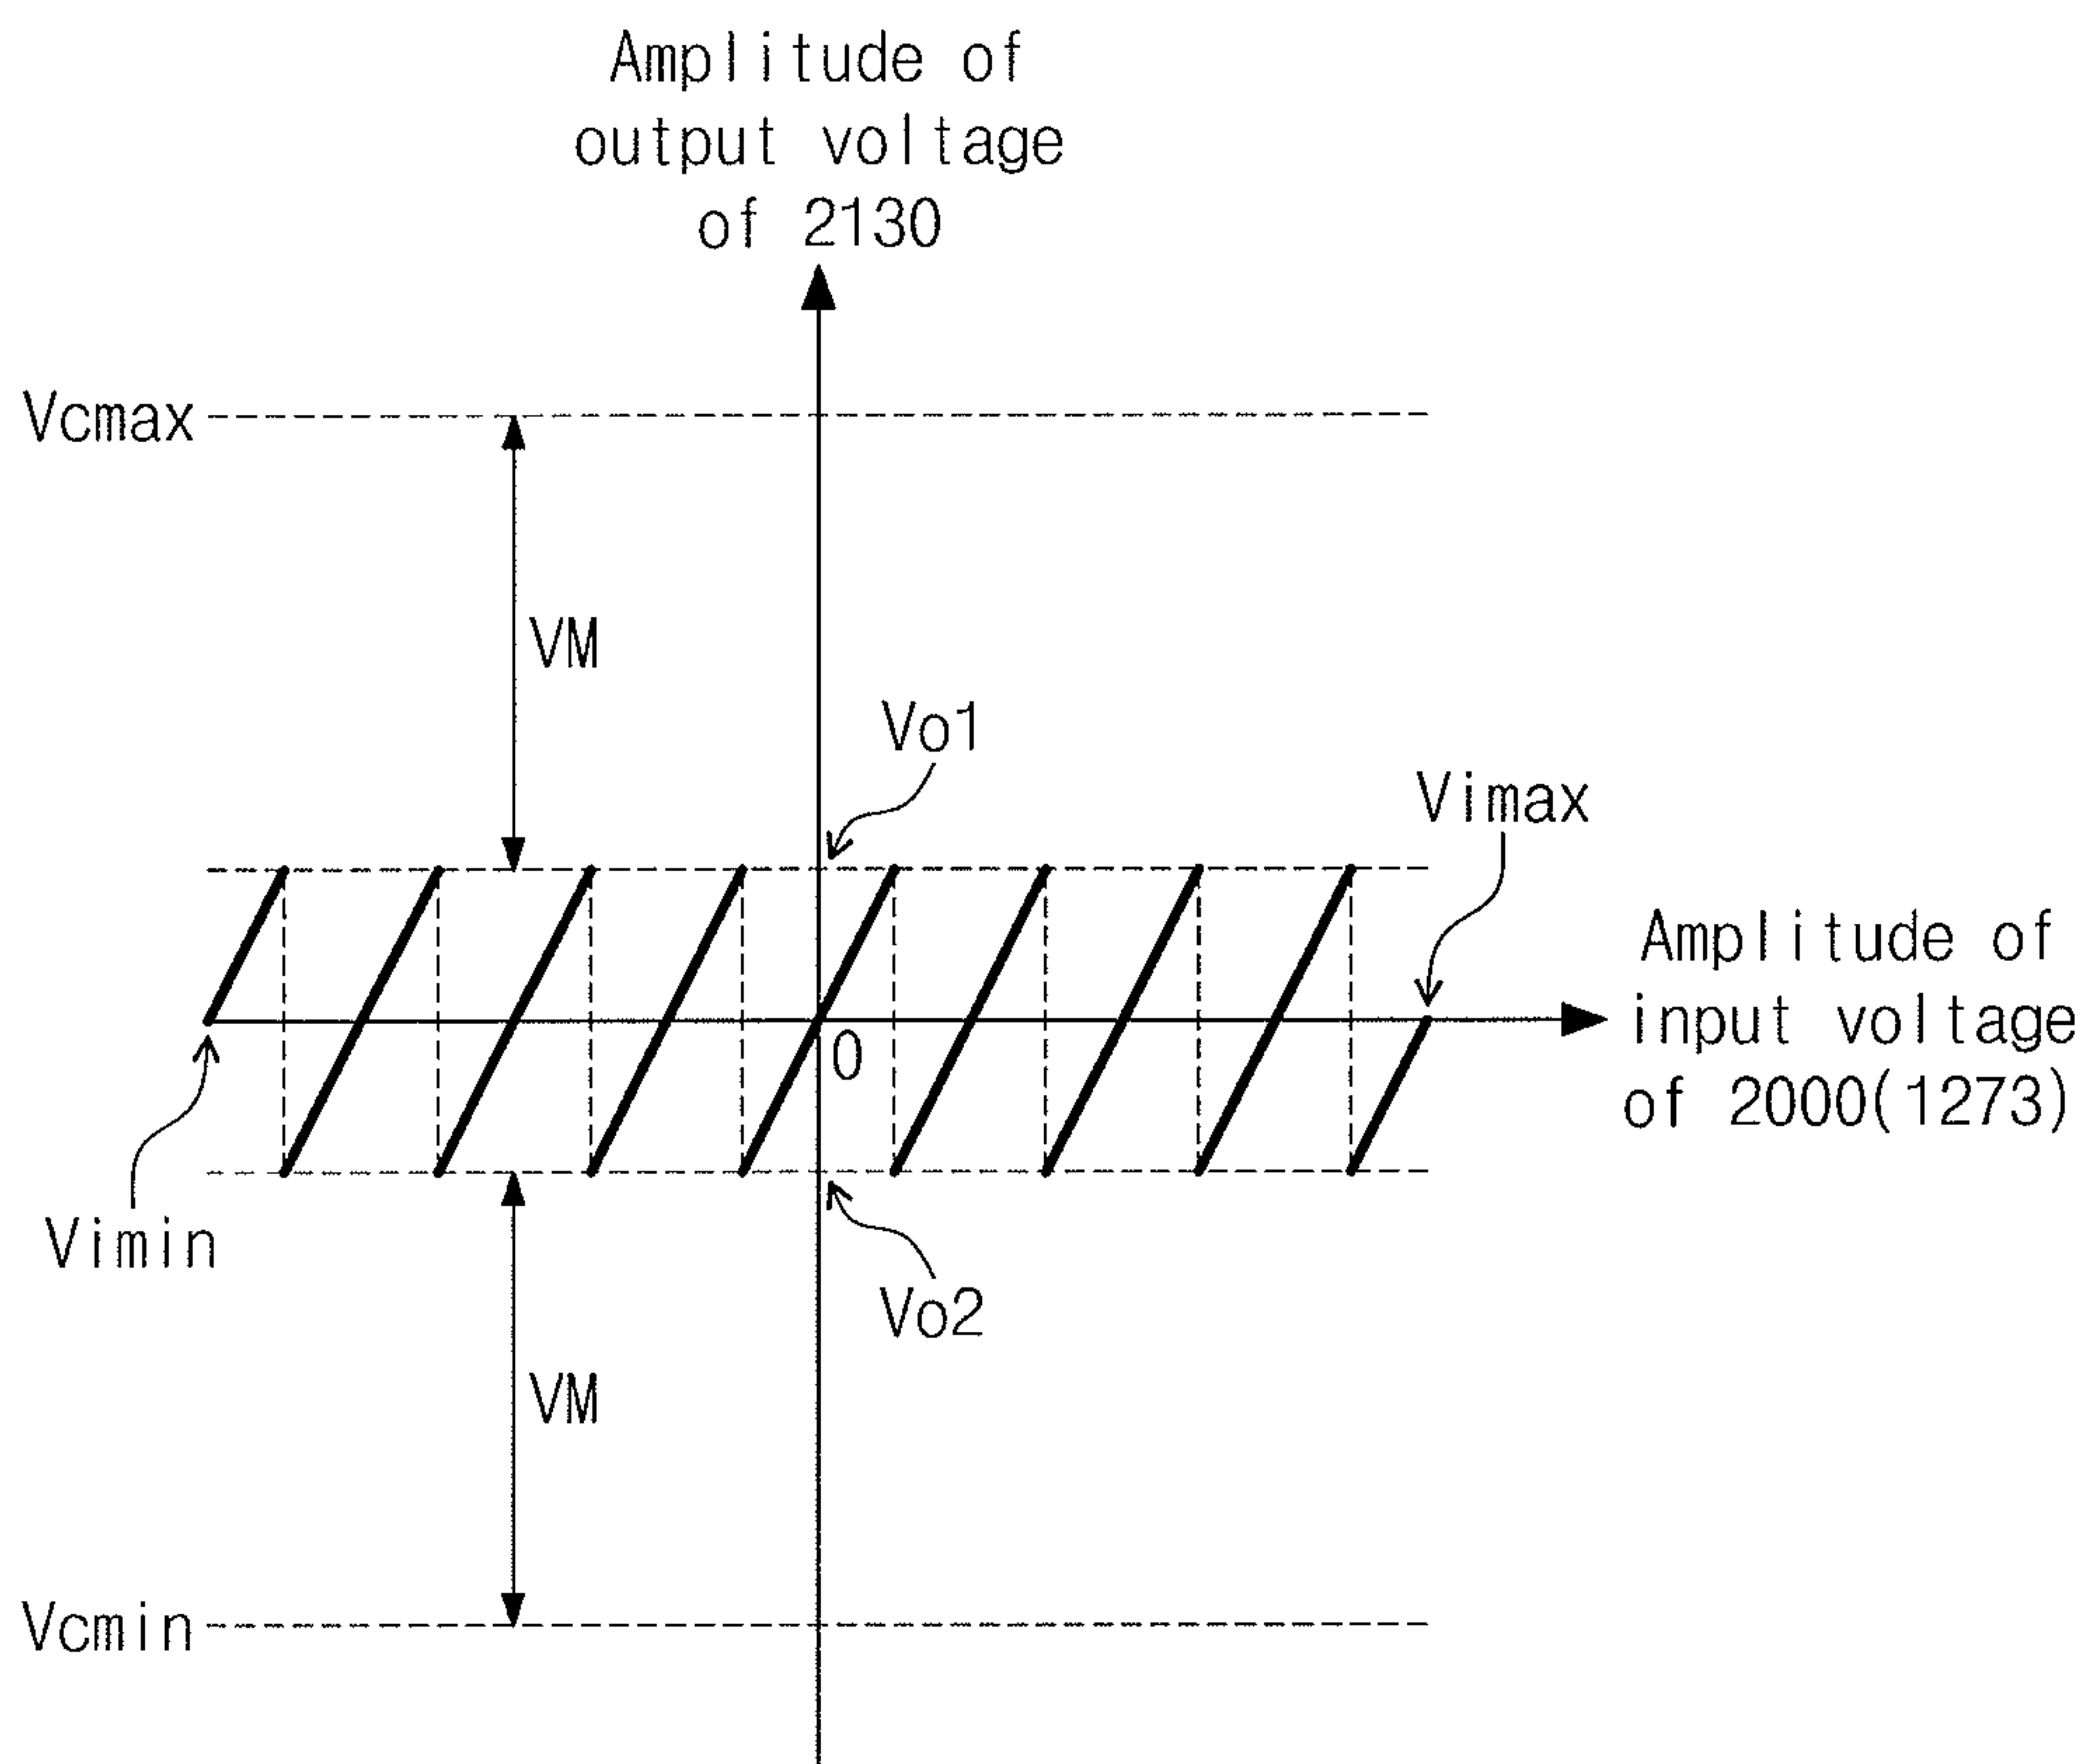 Amplitude of
output voltage
of 2130
Vcmax
VM
Vo1
Vimax
Amplitude of
input voltage
of 2000(1273)
0
Vimin
Vo2
VM
Vcmin